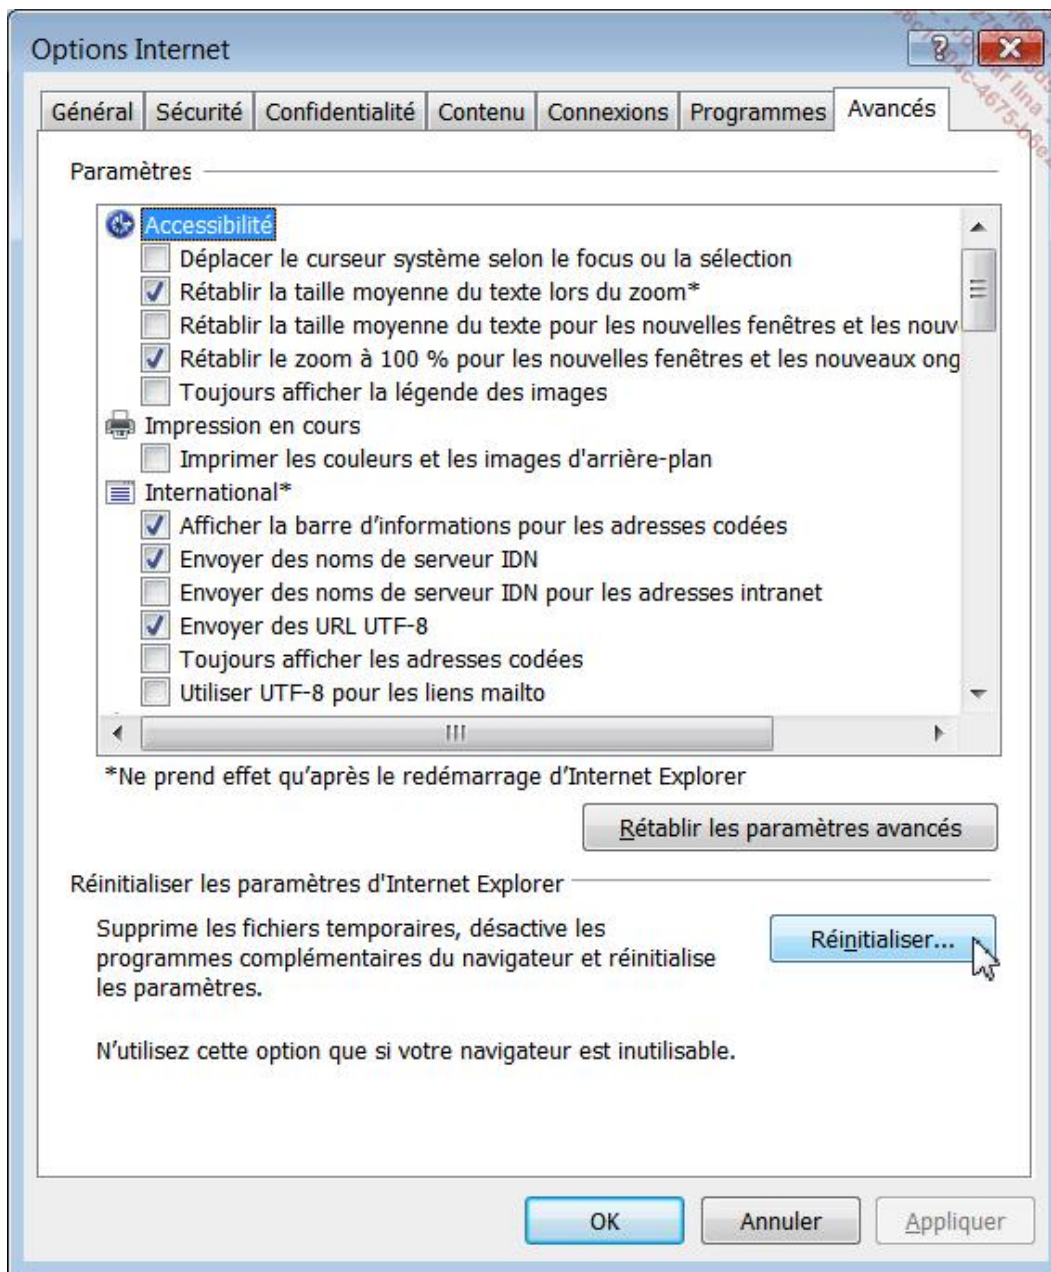 Options Internet
Général Sécurité Confidentialité Contenu Connexions Programmes Avancés
Paramètres
Accessibilité
Déplacer le curseur système selon le focus ou la sélection
Rétablir la taille moyenne du texte lors du zoom*
Rétablir la taille moyenne du texte pour les nouvelles fenêtres et les nouv
Rétablir le zoom à 100 % pour les nouvelles fenêtres et les nouveaux ong
Toujours afficher la légende des images
Impression en cours
Imprimer les couleurs et les images d'arrière-plan
International*
Afficher la barre d’informations pour les adresses codées
Envoyer des noms de serveur IDN
Envoyer des noms de serveur IDN pour les adresses intranet
Envoyer des URL UTF-8
Toujours afficher les adresses codées
Utiliser UTF-8 pour les liens mailto
*Ne prend effet qu’après le redémarrage d’Internet Explorer
Rétablir les paramètres avancés
Réinitialiser les paramètres d'Internet Explorer
Supprime les fichiers temporaires, désactive les
programmes complémentaires du navigateur et réinitialise
les paramètres.
Réinitialiser...
N’utilisez cette option que si votre navigateur est inutilisable.
OK Annuler Appliquer